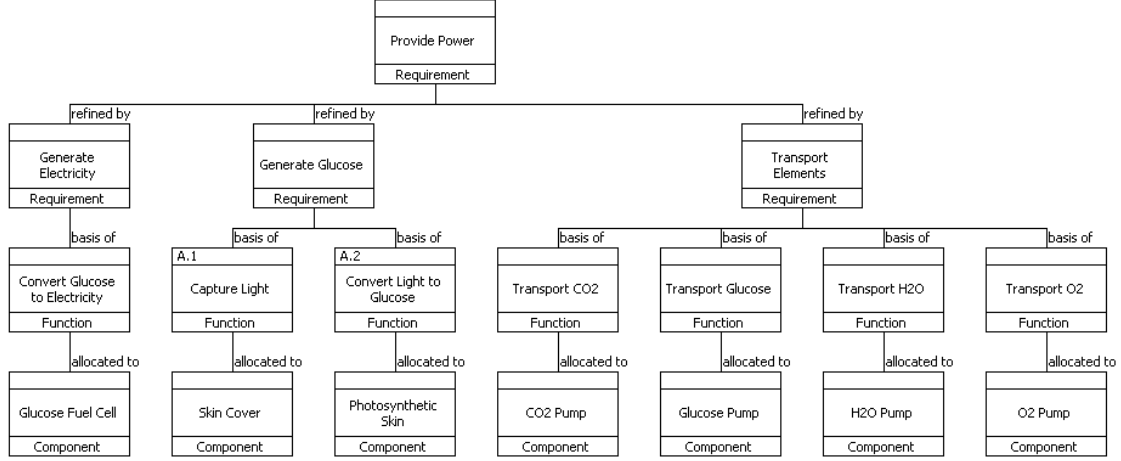 Provide Power
Requirement
refined by
refined by
refined by
Generate
Electricity
Requirement
Generate Glucose
Requirement
Transport
Elements
Requirement
basis of
basis of
basis of
basis of
basis of
basis of
basis of
Convert Glucose
to Electricity
Function
A.1
Capture Light
Function
A.2
Convert Light to
Glucose
Function
Transport CO2
Function
Transport Glucose
Function
Transport H2O
Function
Transport O2
Function
allocated to
allocated to
allocated to
allocated to
allocated to
allocated to
allocated to
Glucose Fuel Cell
Component
Skin Cover
Component
Photosynthetic
Skin
Component
CO2 Pump
Component
Glucose Pump
Component
H2O Pump
Component
O2 Pump
Component